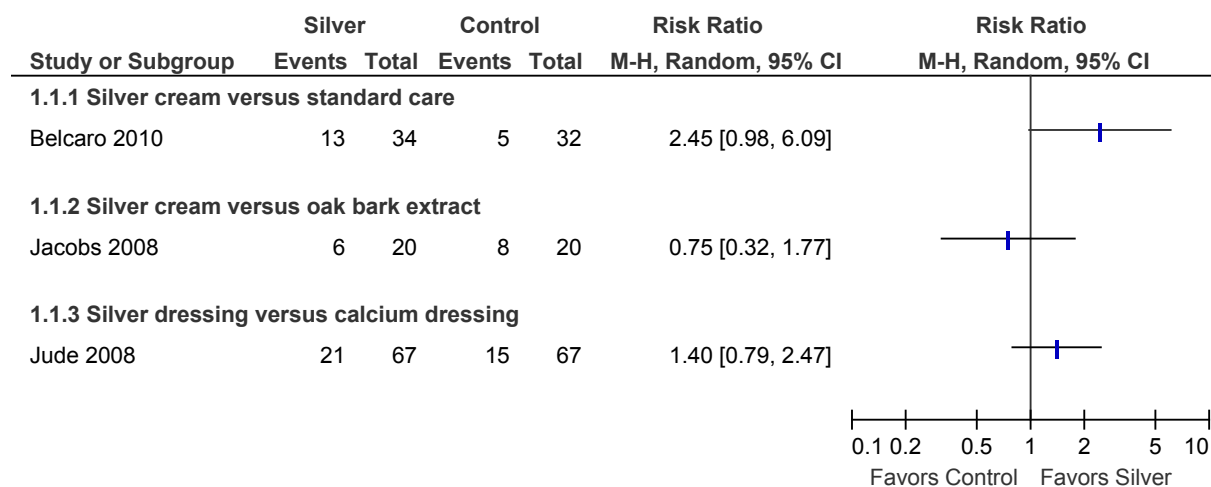 Silver Control Risk Ratio Risk Ratio
Study or Subgroup Events Total Events Total M-H, Random, 95% CI M-H, Random, 95% CI
1.1.1 Silver cream versus standard care
Belcaro 2010 13 34 5 32 2.45 [0.98, 6.09]
1.1.2 Silver cream versus oak bark extract
Jacobs 2008 6 20 8 20 0.75 [0.32, 1.77]
1.1.3 Silver dressing versus calcium dressing
Jude 2008 21 67 15 67 1.40 [0.79, 2.47]
0.1 0.2 0.5 1 2 5 10
Favors Control Favors Silver